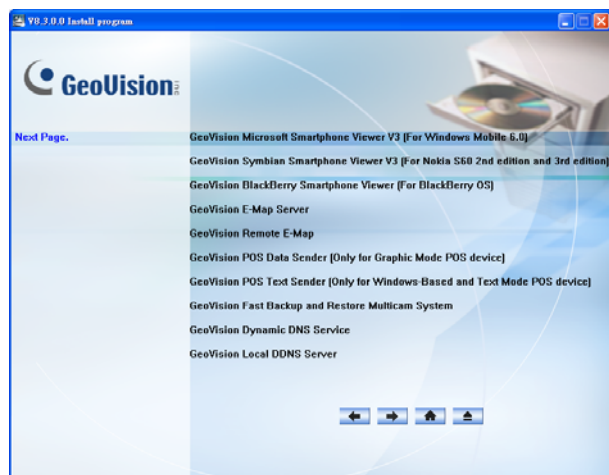 V8.3.0.0 Install program
GeoVision
Next Page.
GeoVision Microsoft Smartphone Viewer V3 (For Windows Mobile 6.0)
GeoVision Symbian Smartphone Viewer V3 (For Nokia S60 2nd edition and 3rd edition)
GeoVision BlackBerry Smartphone Viewer (For BlackBerry OS)
GeoVision E-Map Server
GeoVision Remote E-Map
GeoVision POS Data Sender (Only for Graphic Mode POS device)
GeoVision POS Text Sender (Only for Windows-Based and Text Mode POS device)
GeoVision Fast Backup and Restore Multicam System
GeoVision Dynamic DNS Service
GeoVision Local DDNS Server